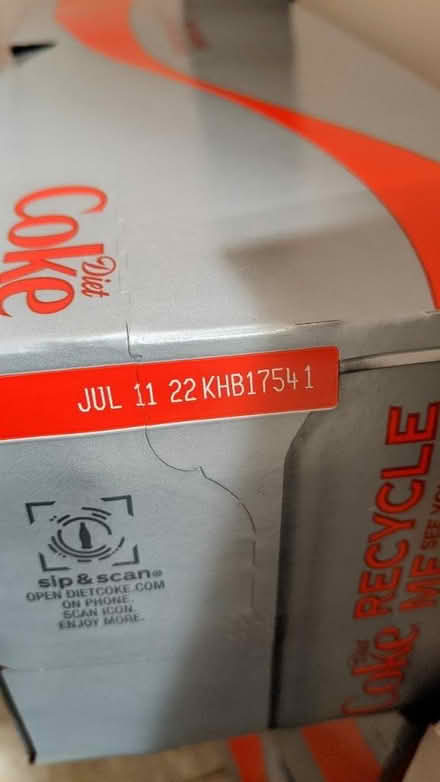 Diet
Coke
JUL 11 22 KHB17541
sip & scan®
OPEN DIETCOKE.COM
ON PHONE.
SCAN ICON.
ENJOY MORE.
RECYCLE
ME
Diet
Coke